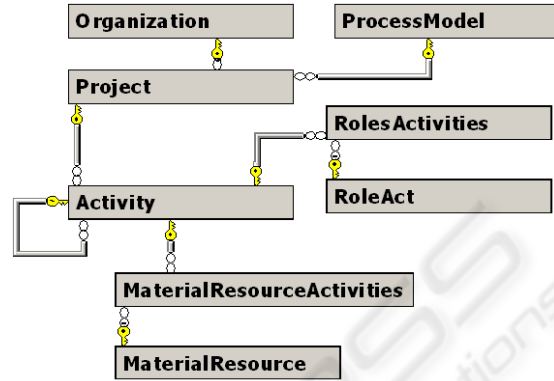 Organization
ProcessModel
Project
RolesActivities
RoleAct
Activity
MaterialResourceActivities
MaterialResource